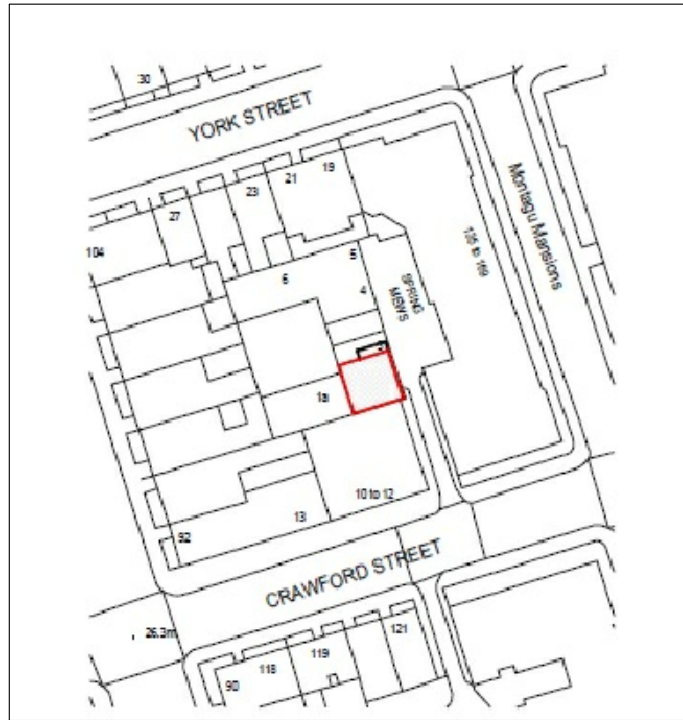 30
YORK STREET
19
21
23
27
104
5
6
4
SPRING
MEWS
Montagu Mansions
1a
10 to 12
13
92
CRAWFORD STREET
26.3m
121
119
118
90